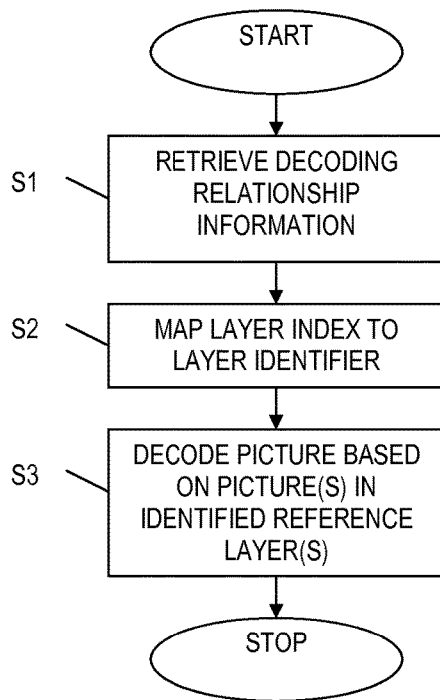 START
S1
RETRIEVE DECODING
RELATIONSHIP
INFORMATION
S2
MAP LAYER INDEX TO
LAYER IDENTIFIER
S3
DECODE PICTURE BASED
ON PICTURE(S) IN
IDENTIFIED REFERENCE
LAYER(S)
STOP